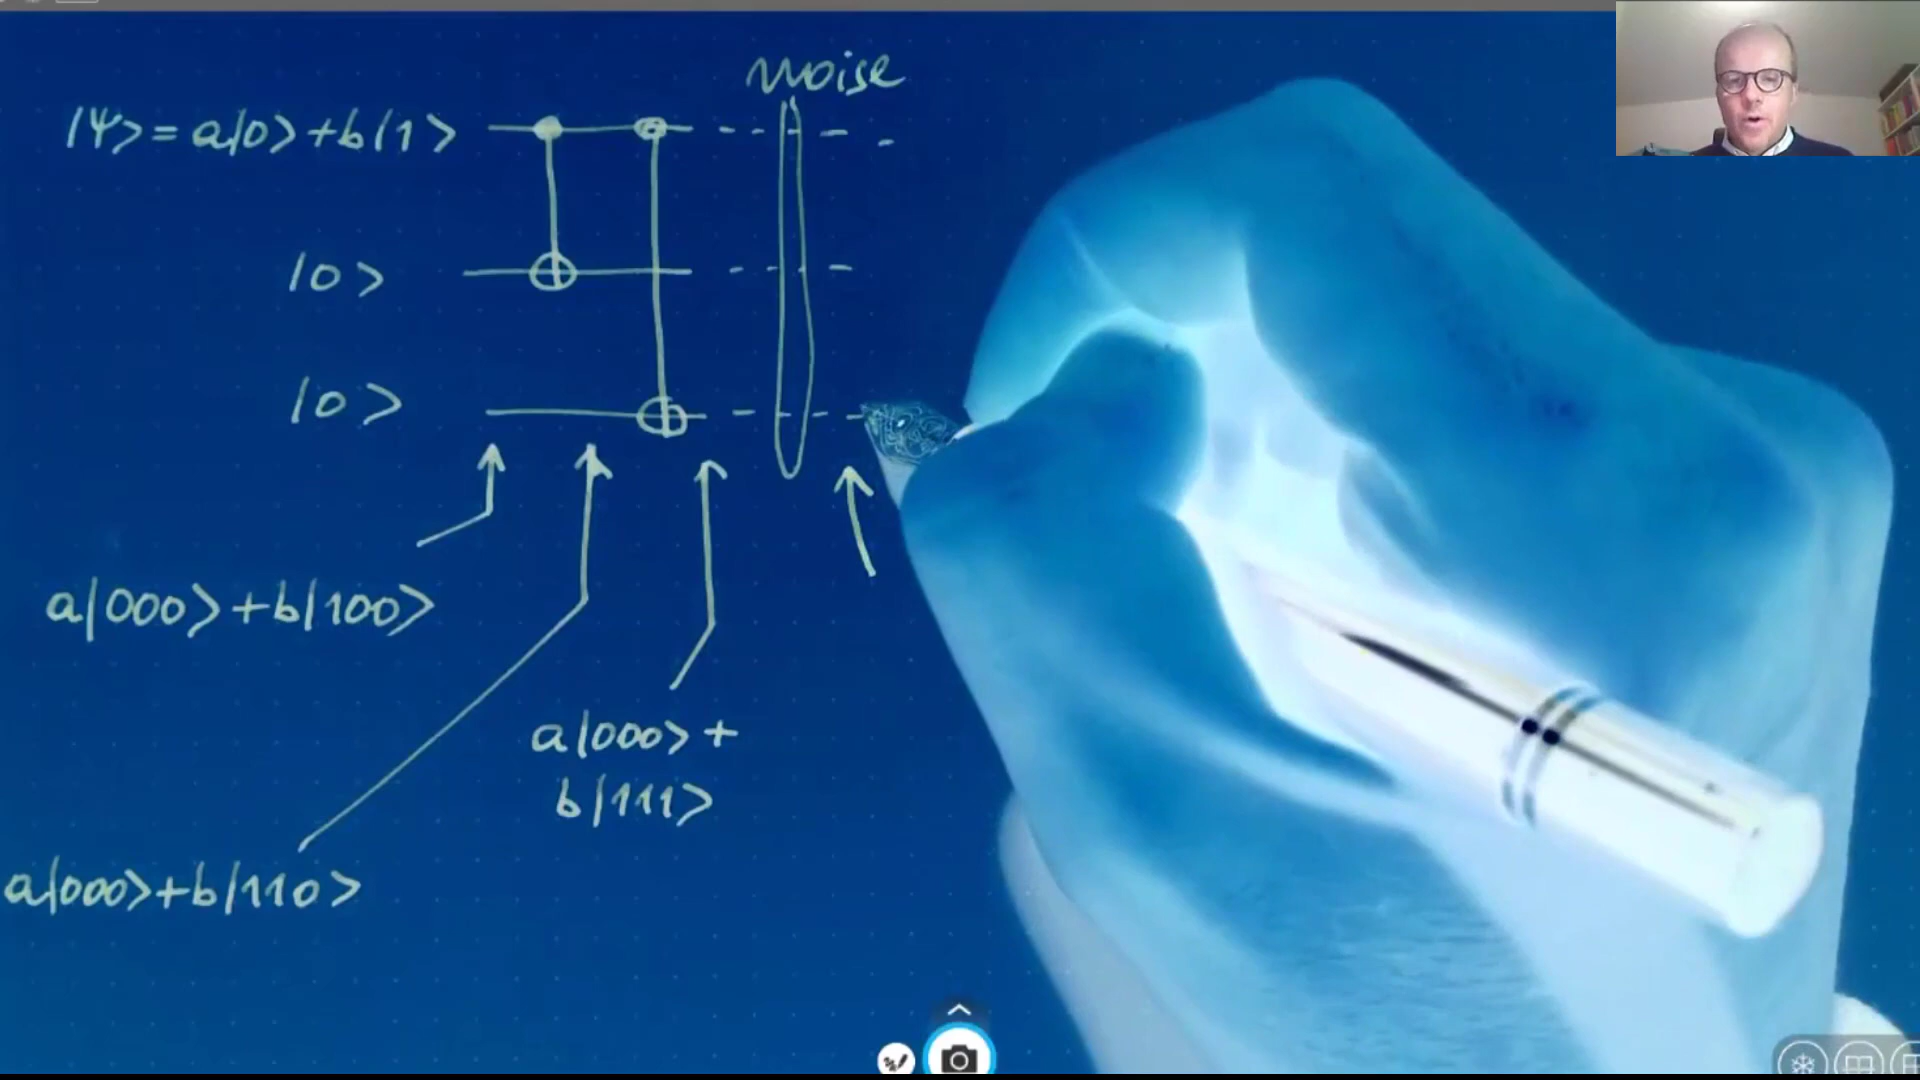 noise
|Ψ> = a|0> + b|1>
|0>
|0>
a|000> + b|100>
a|000> +
b|111>
a|000> + b|110>